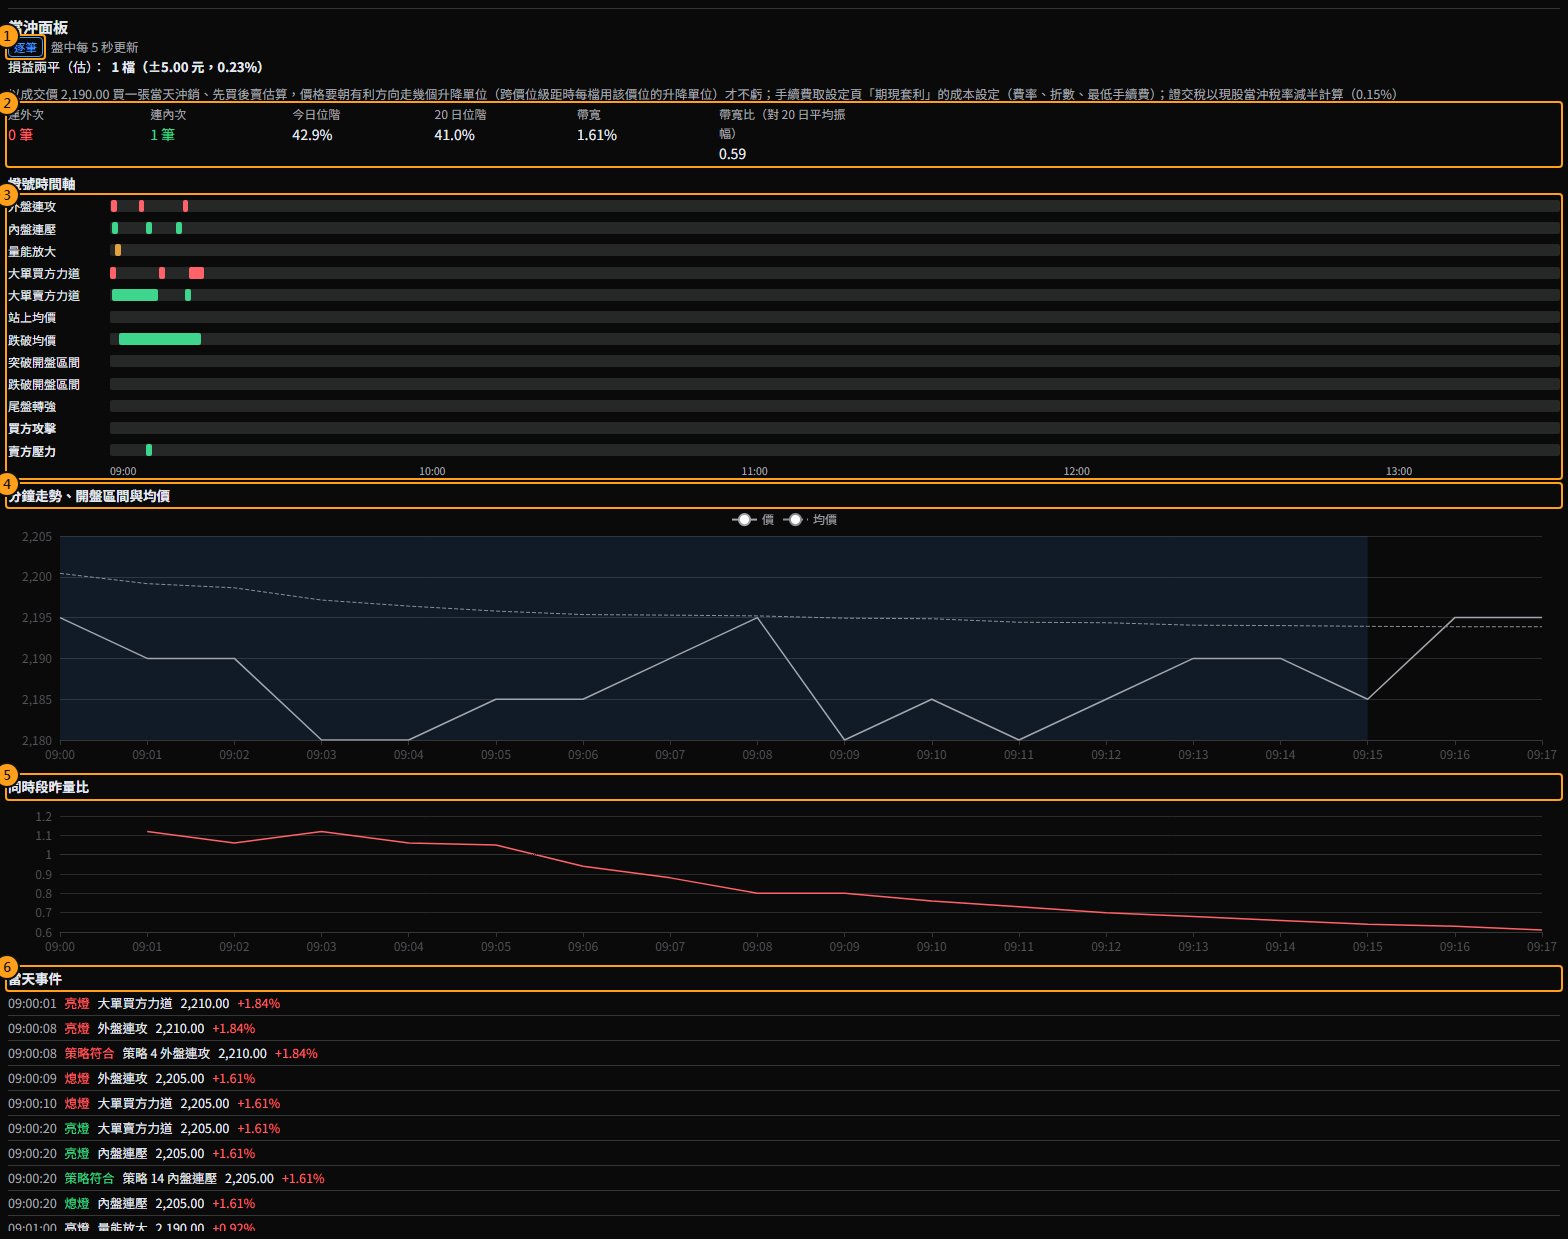 當沖面板
1
逐筆 盤中每 5 秒更新
損益兩平（估）： 1 檔（±5.00 元，0.23%）
以成交價 2,190.00 買一張當天沖銷、先買後賣估算，價格要朝有利方向走幾個升降單位（跨價位級距時每檔用該價位的升降單位）才不虧；手續費取設定頁「期現套利」的成本設定（費率、折數、最低手續費）；證交稅以現股當沖稅率減半計算（0.15%）
2
連外次 連內次 今日位階 20 日位階 帶寬 帶寬比（對 20 日平均振
幅）
0 筆 1 筆 42.9% 41.0% 1.61%
0.59
燈號時間軸
3
外盤連攻
內盤連壓
量能放大
大單買方力道
大單賣方力道
站上均價
跌破均價
突破開盤區間
跌破開盤區間
尾盤轉強
買方攻擊
賣方壓力
09:00 10:00 11:00 12:00 13:00
4
分鐘走勢、開盤區間與均價
價 均價
2,205
2,200
2,195
2,190
2,185
2,180
09:00 09:01 09:02 09:03 09:04 09:05 09:06 09:07 09:08 09:09 09:10 09:11 09:12 09:13 09:14 09:15 09:16 09:17
5
同時段昨量比
1.2
1.1
1
0.9
0.8
0.7
0.6
09:00 09:01 09:02 09:03 09:04 09:05 09:06 09:07 09:08 09:09 09:10 09:11 09:12 09:13 09:14 09:15 09:16 09:17
6
當天事件
09:00:01 亮燈 大單買方力道 2,210.00 +1.84%
09:00:08 亮燈 外盤連攻 2,210.00 +1.84%
09:00:08 策略符合 策略 4 外盤連攻 2,210.00 +1.84%
09:00:09 熄燈 外盤連攻 2,205.00 +1.61%
09:00:10 熄燈 大單買方力道 2,205.00 +1.61%
09:00:20 亮燈 大單賣方力道 2,205.00 +1.61%
09:00:20 亮燈 內盤連壓 2,205.00 +1.61%
09:00:20 策略符合 策略 14 內盤連壓 2,205.00 +1.61%
09:00:20 熄燈 內盤連壓 2,205.00 +1.61%
09:01:00 亮燈 量能放大 2,190.00 +0.92%